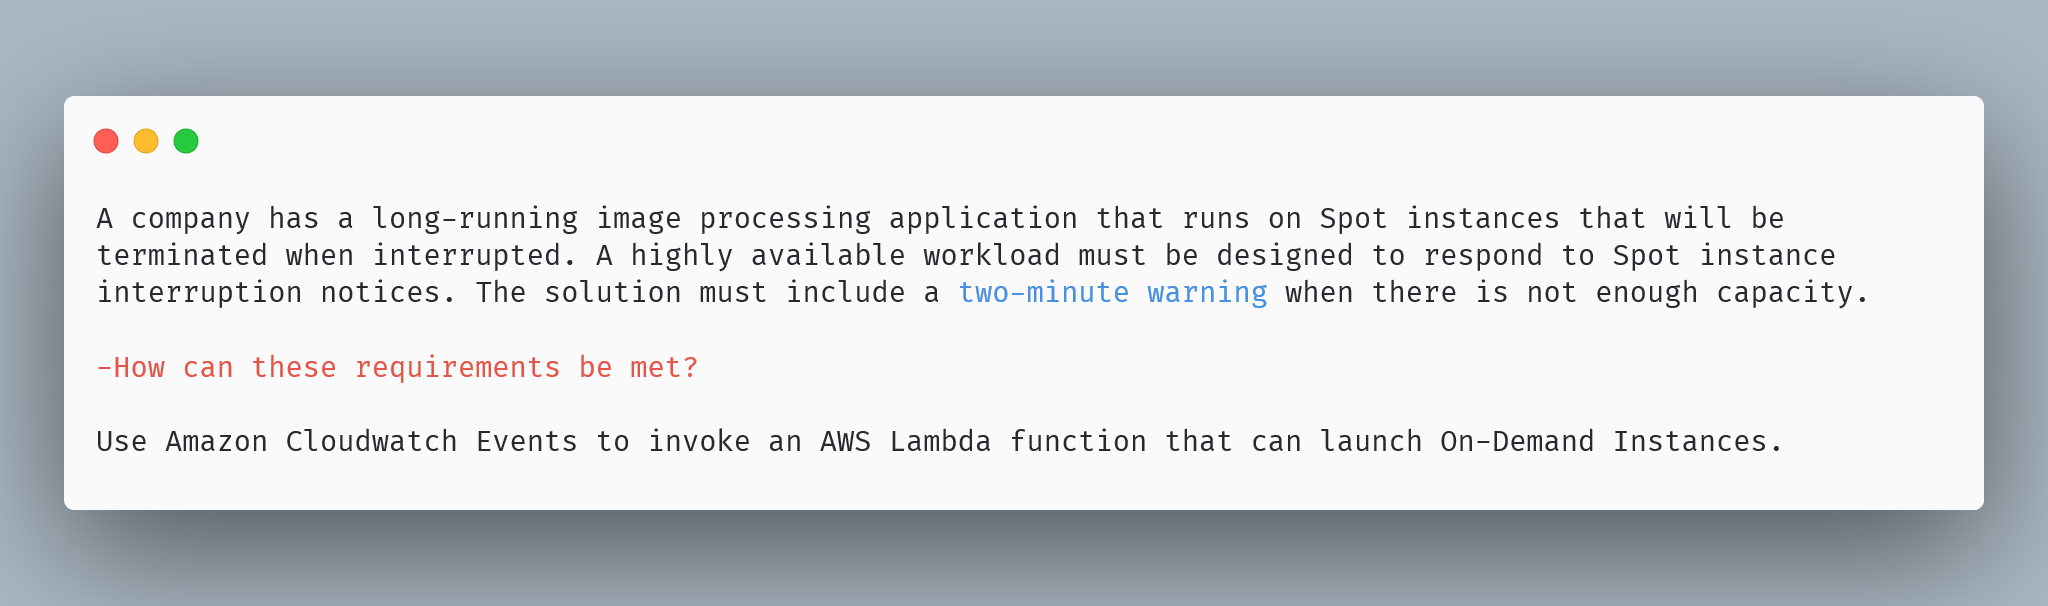 A company has a long-running image processing application that runs on Spot instances that will be
terminated when interrupted. A highly available workload must be designed to respond to Spot instance
interruption notices. The solution must include a two-minute warning when there is not enough capacity.
-How can these requirements be met?
Use Amazon Cloudwatch Events to invoke an AWS Lambda function that can launch On-Demand Instances.